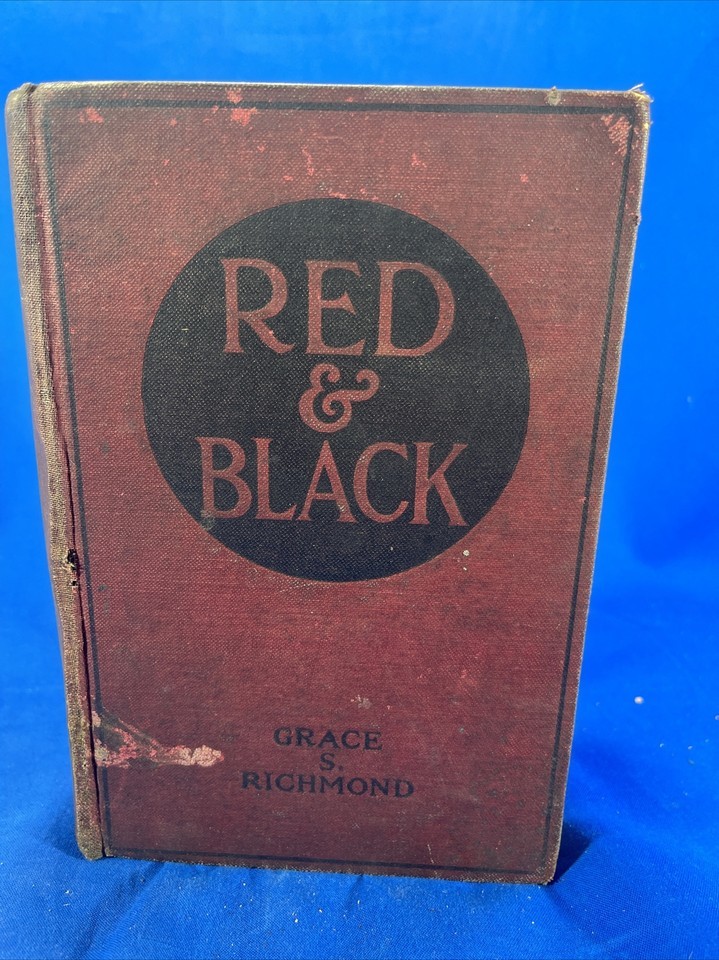 RED
&
BLACK
GRACE
S.
RICHMOND